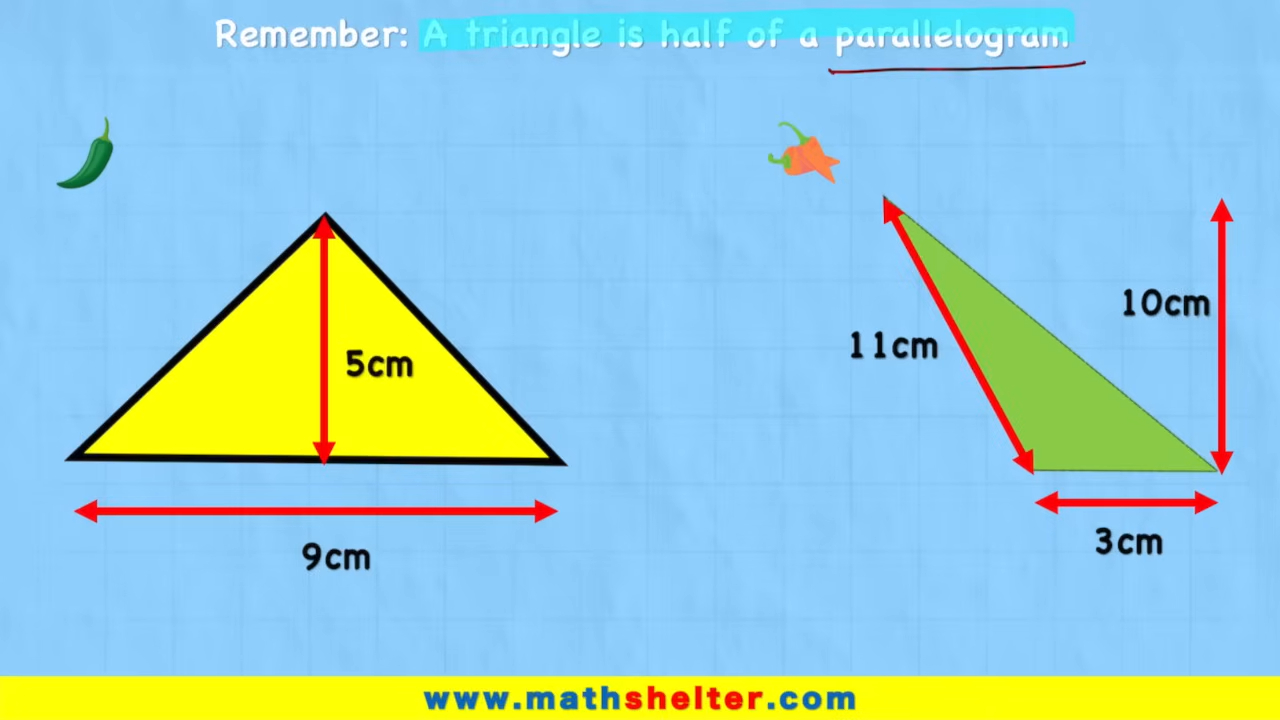 Remember: A triangle is half of a parallelogram
5cm
9cm
11cm
10cm
3cm
www.mathshelter.com